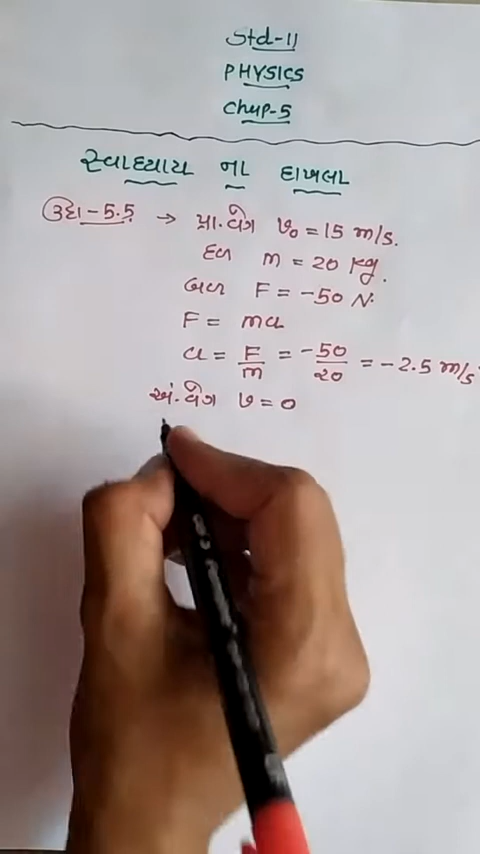 Std-11
PHYSICS
Chap-5
સ્વાધ્યાય ના દાખલા
ઉદા-5.5 → પ્રા.વેગ v₀ = 15 m/s.
દળ m = 20 kg.
બળ F = -50 N.
F = ma
a = F/m = -50/20 = -2.5 m/s
અં.વેગ v = 0